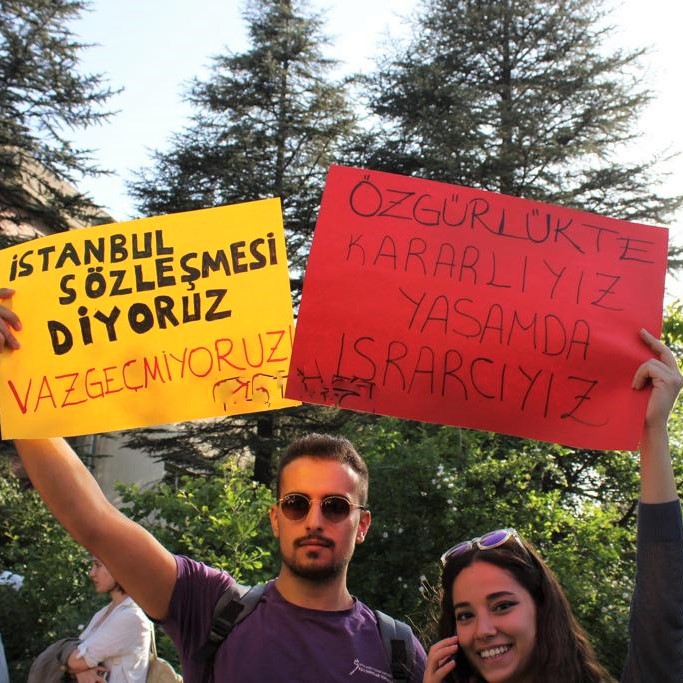 İSTANBUL
SÖZLEŞMESİ
DİYORUZ
VAZGEÇMİYORUZ!
ÖZGÜRLÜKTE
KARARLIYIZ
YAŞAMDA
ISRARCIYIZ